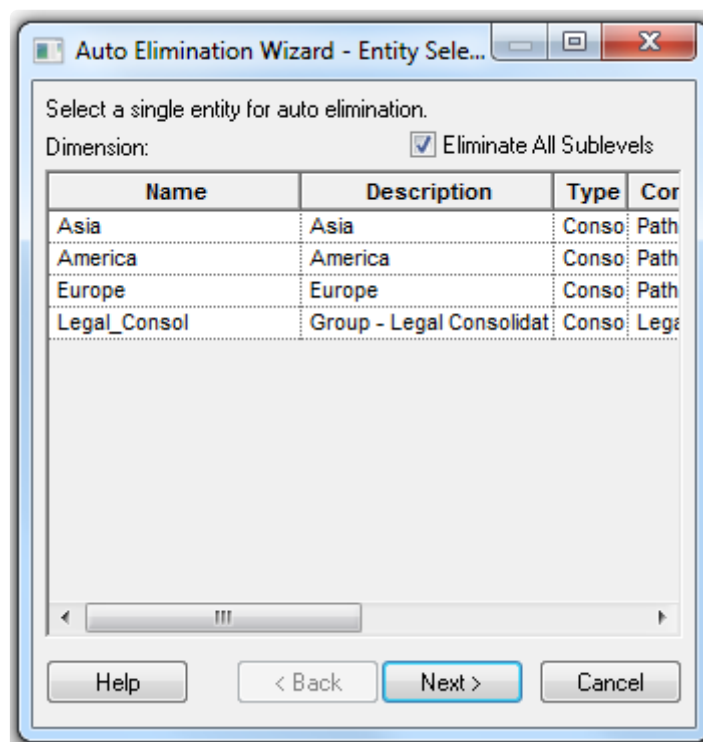 Auto Elimination Wizard - Entity Sele...
Select a single entity for auto elimination.
Dimension: Eliminate All Sublevels
Name Description Type Cor
Asia Asia Conso Path
America America Conso Path
Europe Europe Conso Path
Legal_Consol Group - Legal Consolidat Conso Lega
Help < Back Next > Cancel